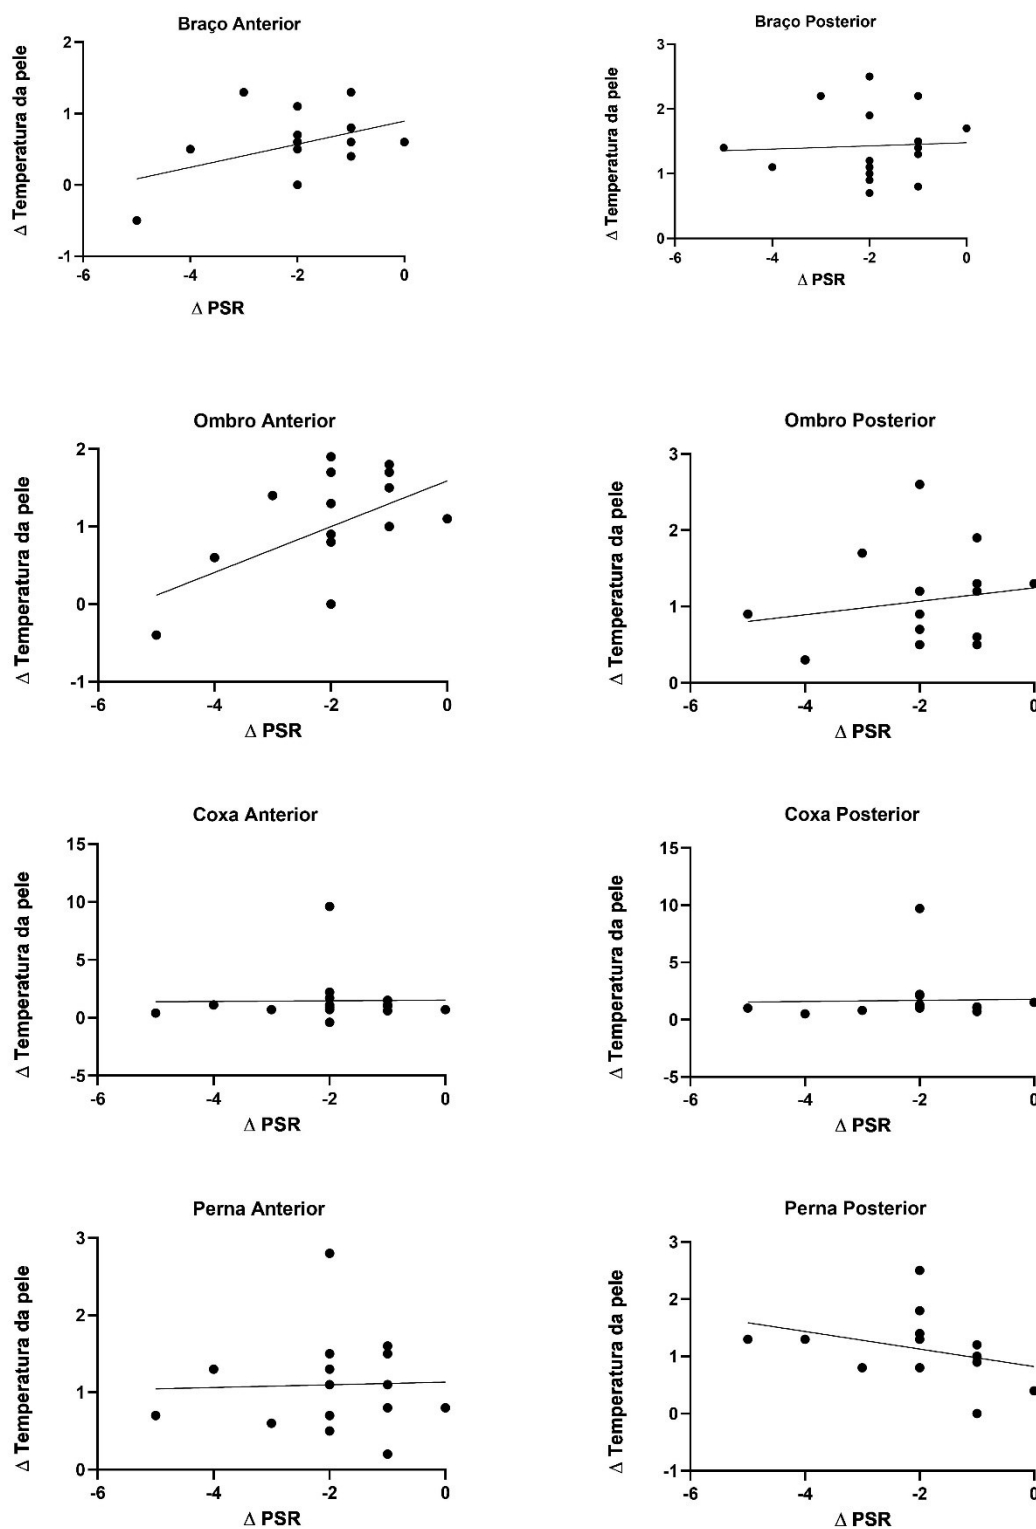 Braço Anterior
Δ Temperatura da pele
2
1
0
-1
-6 -4 -2 0
Δ PSR
Braço Posterior
Δ Temperatura da pele
3
2
1
0
-6 -4 -2 0
Δ PSR
Ombro Anterior
Δ Temperatura da pele
2
1
0
-1
-6 -4 -2 0
Δ PSR
Ombro Posterior
Δ Temperatura da pele
3
2
1
0
-6 -4 -2 0
Δ PSR
Coxa Anterior
Δ Temperatura da pele
15
10
5
0
-5
-6 -4 -2 0
Δ PSR
Coxa Posterior
Δ Temperatura da pele
15
10
5
0
-5
-6 -4 -2 0
Δ PSR
Perna Anterior
Δ Temperatura da pele
3
2
1
0
-6 -4 -2 0
Δ PSR
Perna Posterior
Δ Temperatura da pele
3
2
1
0
-1
-6 -4 -2 0
Δ PSR